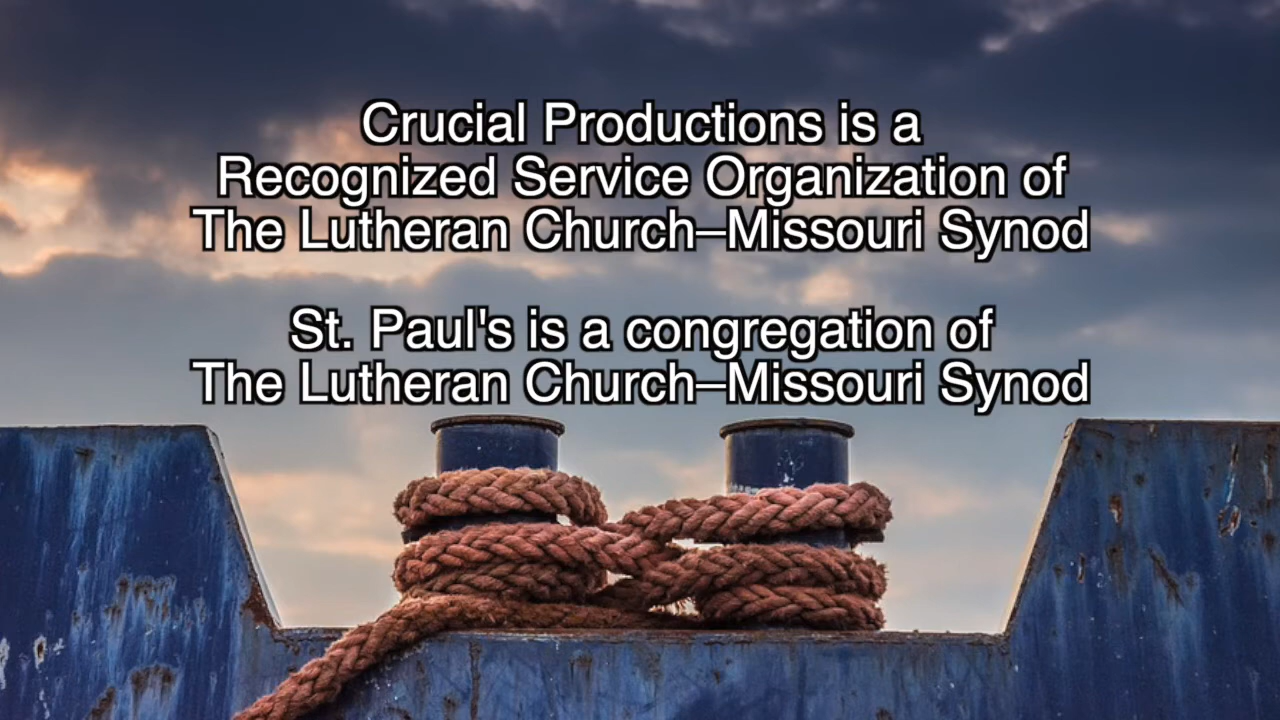 Crucial Productions is a
Recognized Service Organization of
The Lutheran Church–Missouri Synod
St. Paul's is a congregation of
The Lutheran Church–Missouri Synod